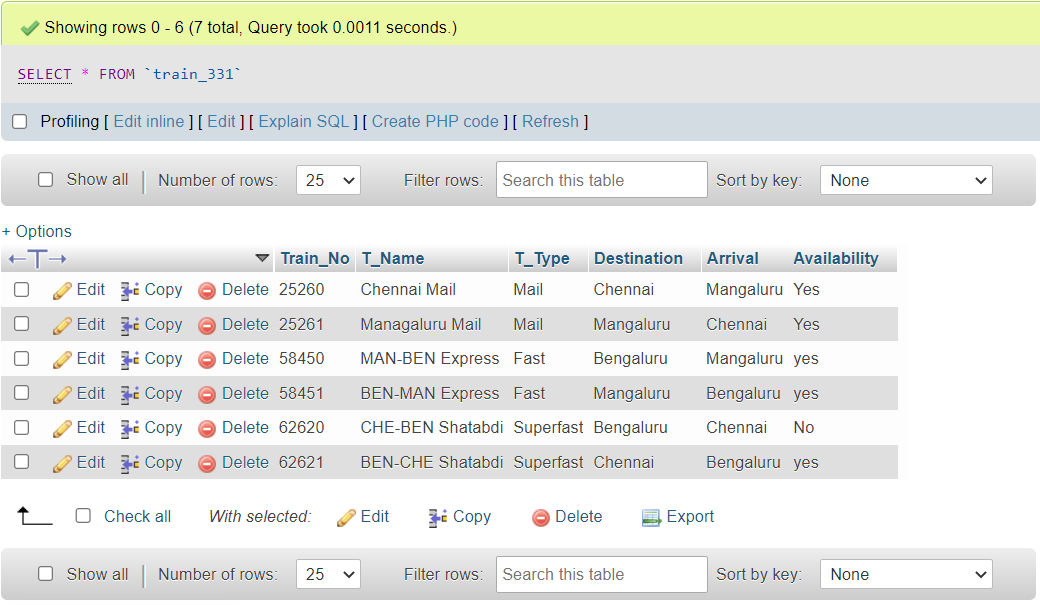 Showing rows 0 - 6 (7 total, Query took 0.0011 seconds.)
SELECT * FROM `train_331`
Profiling [ Edit inline ] [ Edit ] [ Explain SQL ] [ Create PHP code ] [ Refresh ]
Show all | Number of rows: 25 Filter rows: Search this table Sort by key: None
+ Options
←T→ Train_No T_Name T_Type Destination Arrival Availability
Edit Copy Delete 25260 Chennai Mail Mail Chennai Mangaluru Yes
Edit Copy Delete 25261 Managaluru Mail Mail Mangaluru Chennai Yes
Edit Copy Delete 58450 MAN-BEN Express Fast Bengaluru Mangaluru yes
Edit Copy Delete 58451 BEN-MAN Express Fast Mangaluru Bengaluru yes
Edit Copy Delete 62620 CHE-BEN Shatabdi Superfast Bengaluru Chennai No
Edit Copy Delete 62621 BEN-CHE Shatabdi Superfast Chennai Bengaluru yes
Check all With selected: Edit Copy Delete Export
Show all | Number of rows: 25 Filter rows: Search this table Sort by key: None